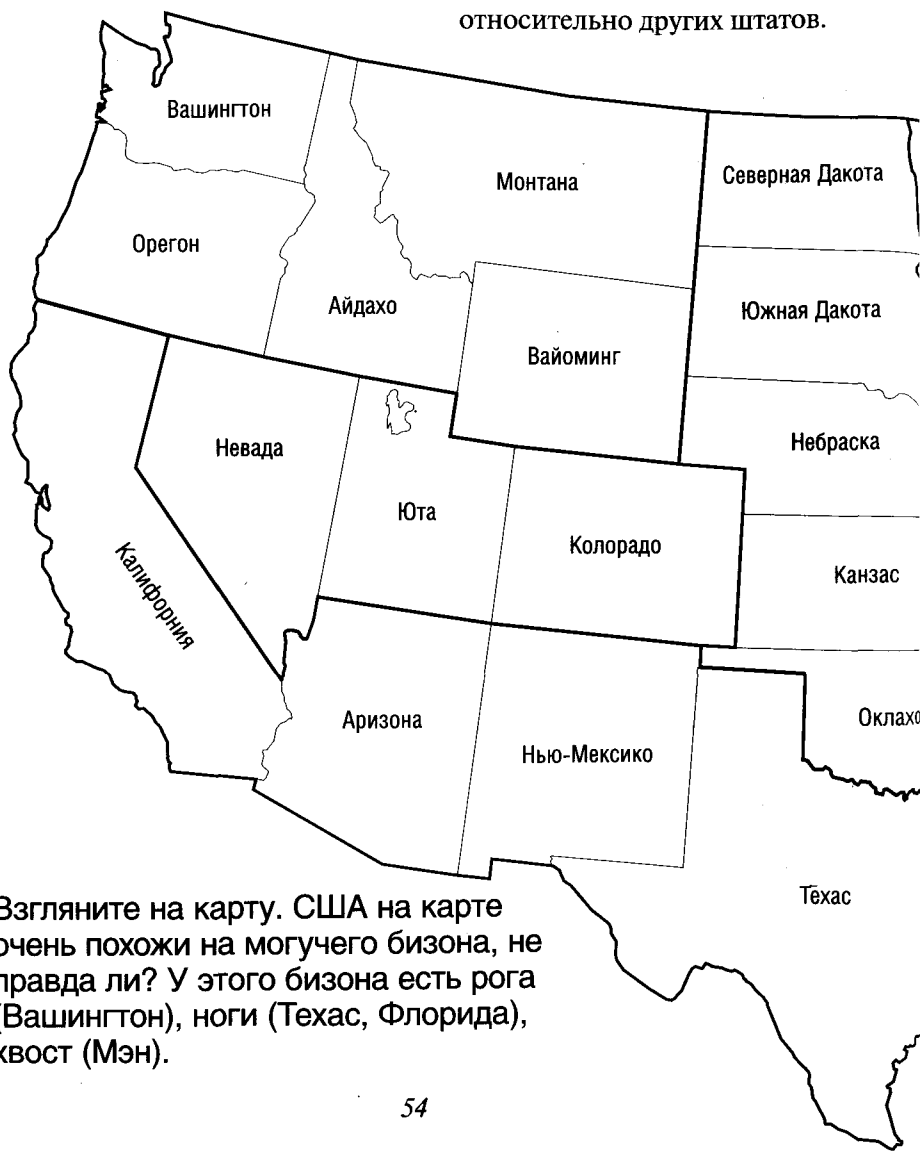 относительно других штатов.
Вашингтон
Монтана
Северная Дакота
Орегон
Айдахо
Южная Дакота
Вайоминг
Невада
Небраска
Юта
Колорадо
Канзас
Калифорния
Аризона
Оклахо
Нью-Мексико
Техас
Взгляните на карту. США на карте
очень похожи на могучего бизона, не
правда ли? У этого бизона есть рога
(Вашингтон), ноги (Техас, Флорида),
хвост (Мэн).
54